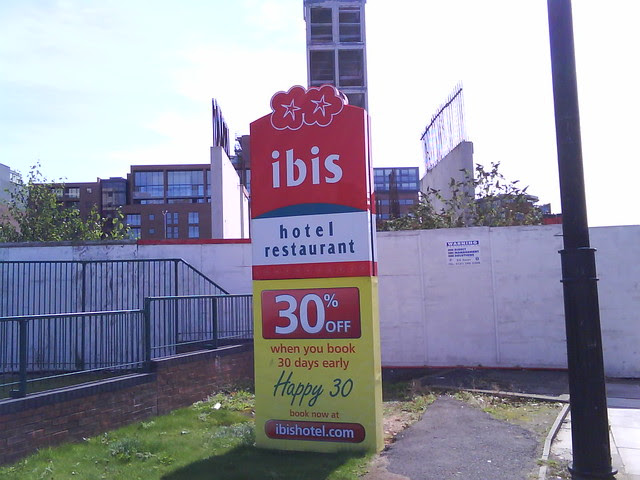 ibis
hotel
restaurant
30% OFF
when you book
30 days early
Happy 30
book now at
ibishotel.com
WARNING